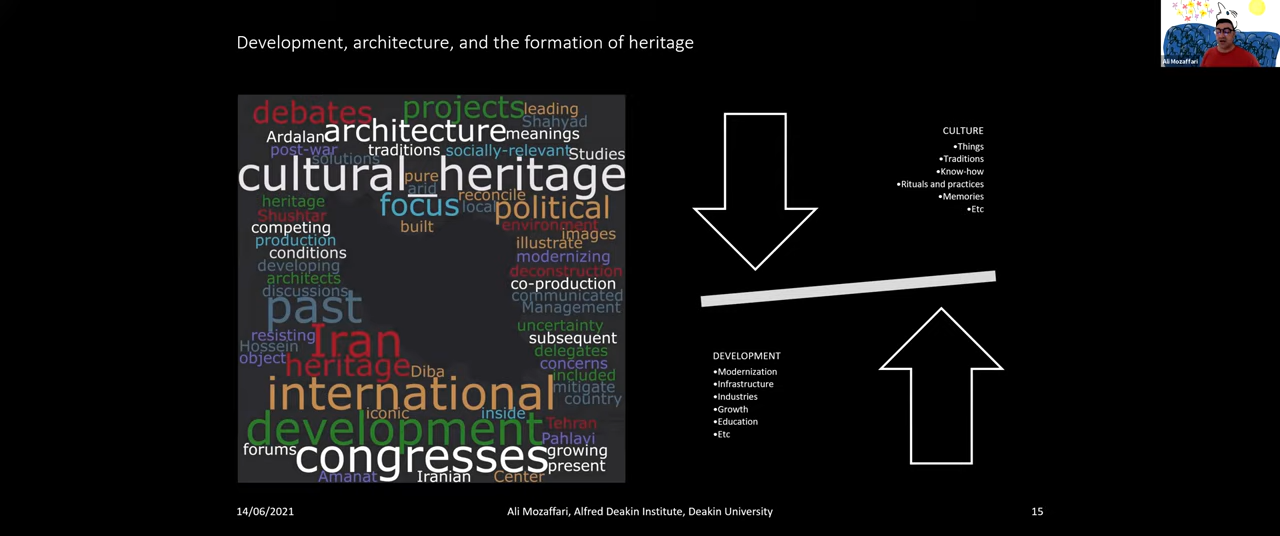 Development, architecture, and the formation of heritage
Ali Mozaffari
debates projects leading
Shahyad
Ardalan architecture meanings
post-war traditions socially-relevant Studies
solutions
cultural_heritage
pure
arid
reconcile
heritage focus local political
Shushtar
built environment
images
competing
production illustrate
conditions modernizing
developing deconstruction
architects co-production
discussions communicated
past Management
uncertainty
resisting Iran subsequent
Hossein delegates
object heritage Diba concerns
included
international mitigate
country
iconic inside
development Tehran
Pahlavi
forums congresses growing
present
Amanat Iranian Center
CULTURE
•Things
•Traditions
•Know-how
•Rituals and practices
•Memories
•Etc
DEVELOPMENT
•Modernization
•Infrastructure
•Industries
•Growth
•Education
•Etc
14/06/2021
Ali Mozaffari, Alfred Deakin Institute, Deakin University
15